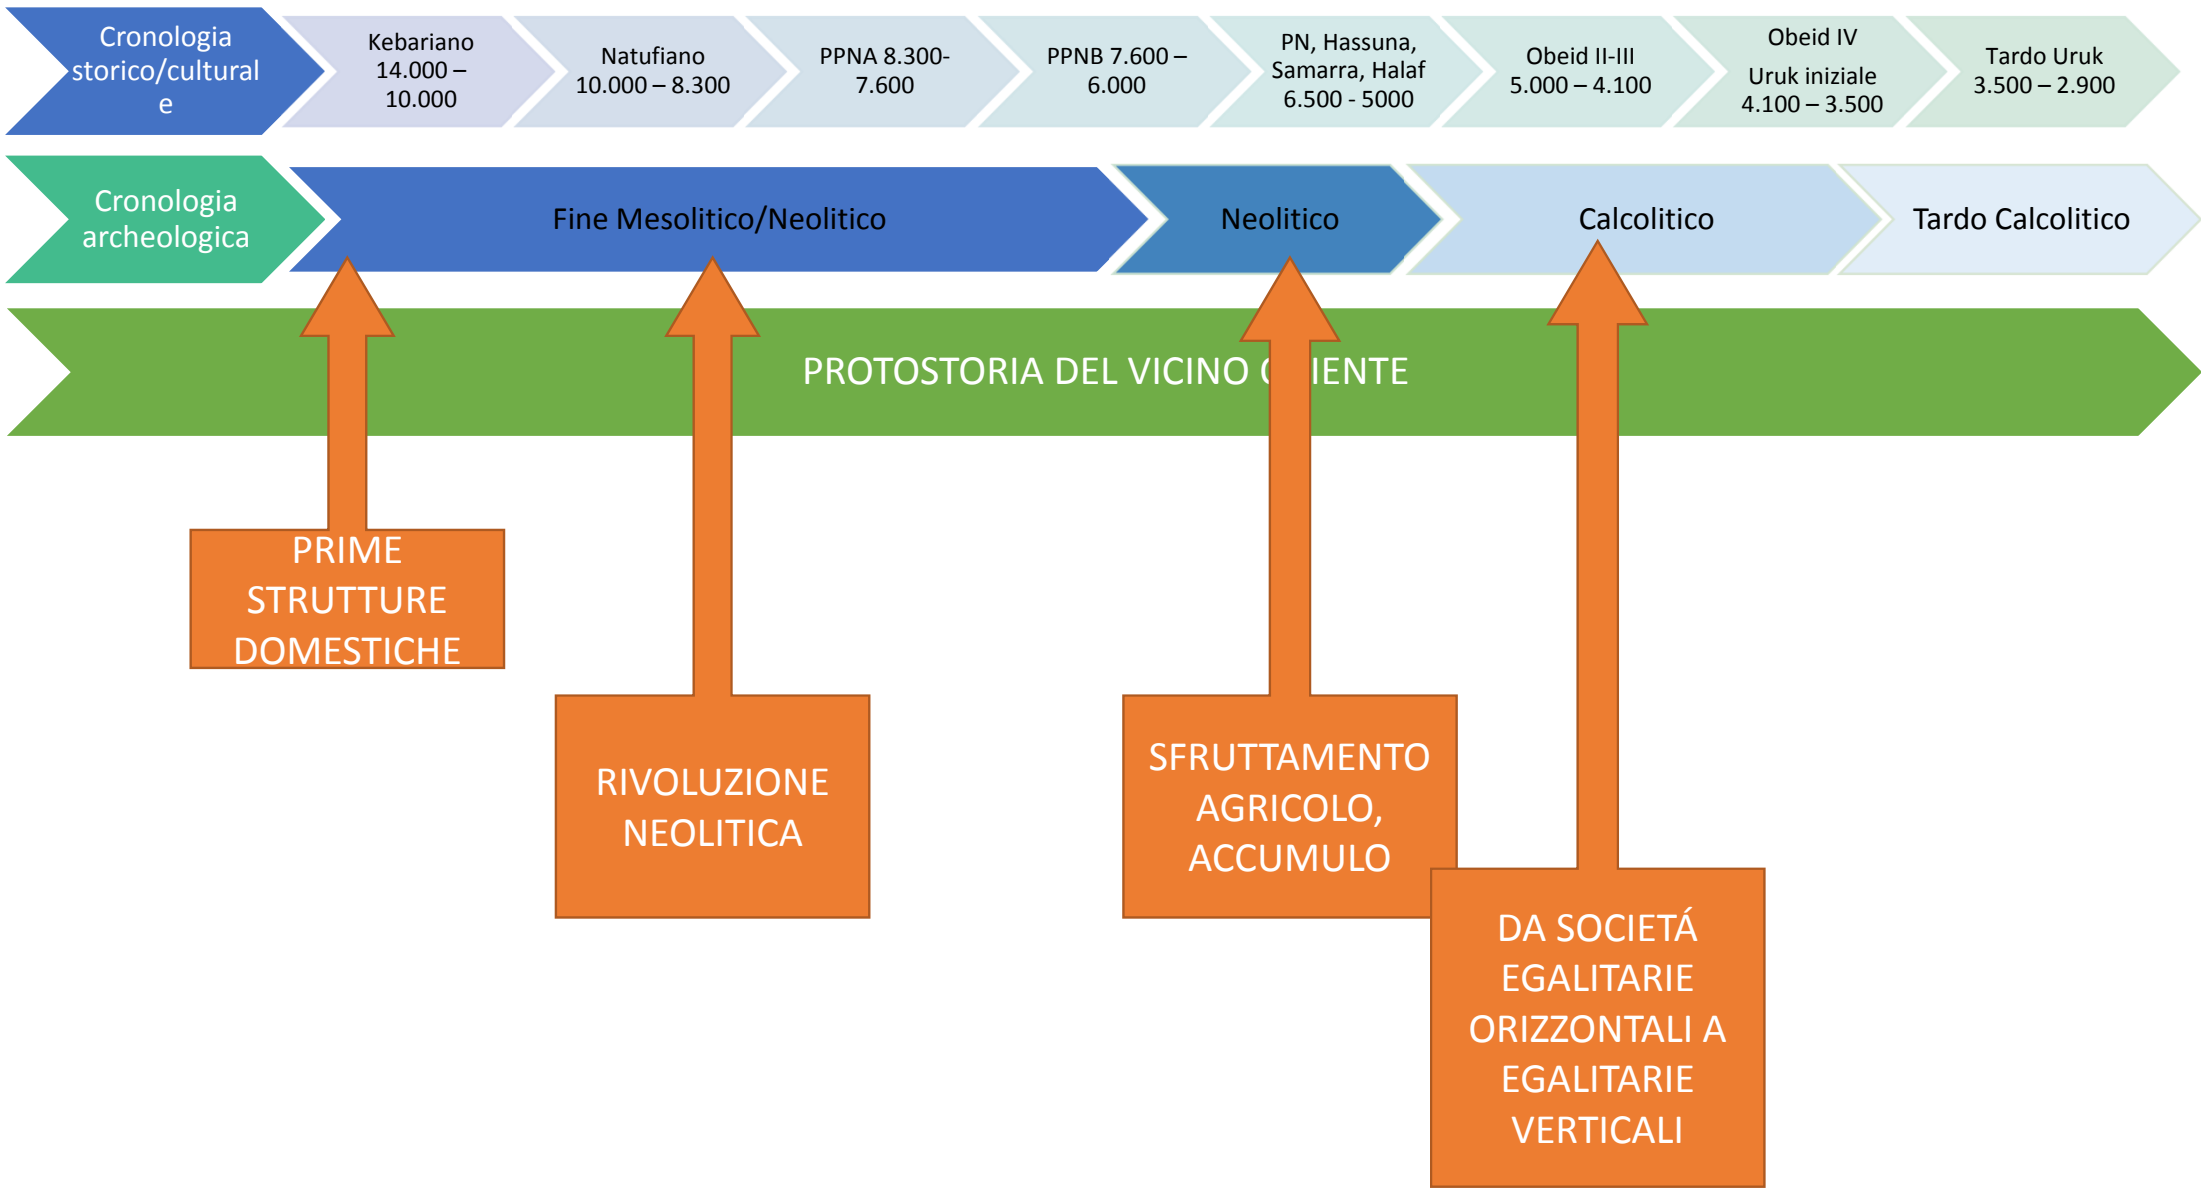 Cronologia
storico/cultural
e
Kebariano
14.000 –
10.000
Natufiano
10.000 – 8.300
PPNA 8.300-
7.600
PPNB 7.600 –
6.000
PN, Hassuna,
Samarra, Halaf
6.500 - 5000
Obeid II-III
5.000 – 4.100
Obeid IV
Uruk iniziale
4.100 – 3.500
Tardo Uruk
3.500 – 2.900
Cronologia
archeologica
Fine Mesolitico/Neolitico
Neolitico
Calcolitico
Tardo Calcolitico
PROTOSTORIA DEL VICINO O IENTE
PRIME
STRUTTURE
DOMESTICHE
RIVOLUZIONE
NEOLITICA
SFRUTTAMENTO
AGRICOLO,
ACCUMULO
DA SOCIETÁ
EGALITARIE
ORIZZONTALI A
EGALITARIE
VERTICALI